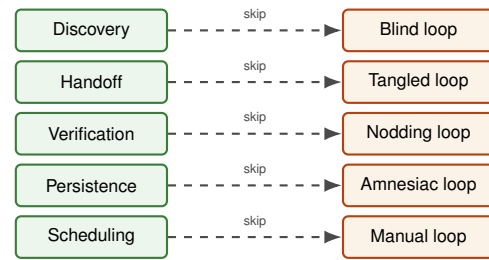 Discovery skip Blind loop
Handoff skip Tangled loop
Verification skip Nodding loop
Persistence skip Amnesiac loop
Scheduling skip Manual loop